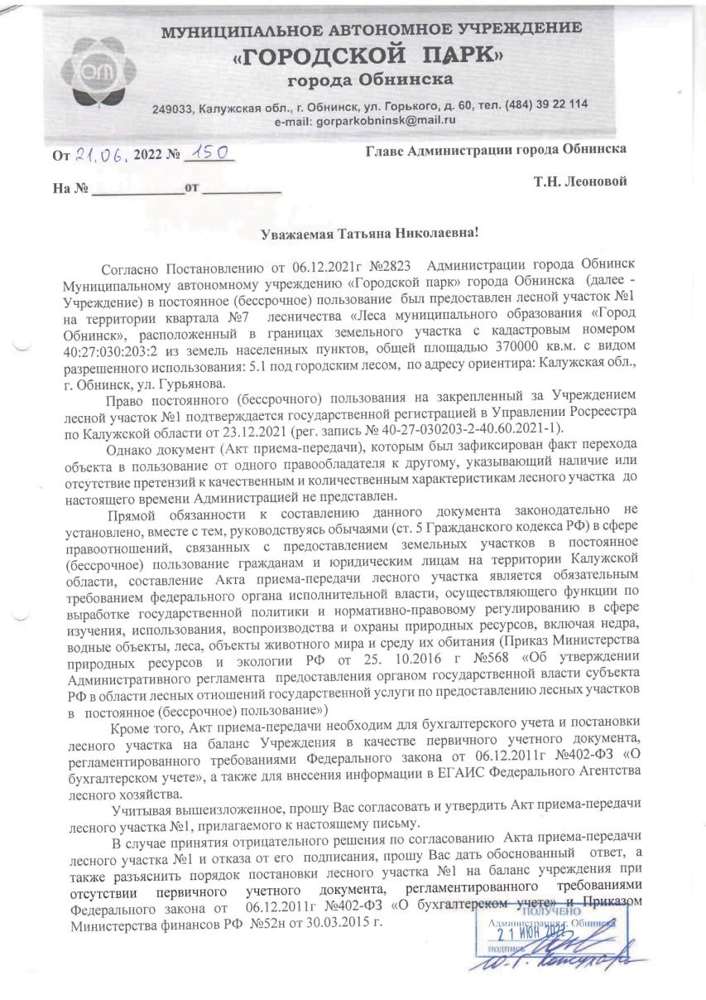 МУНИЦИПАЛЬНОЕ АВТОНОМНОЕ УЧРЕЖДЕНИЕ
«ГОРОДСКОЙ ПАРК»
города Обнинска
249033, Калужская обл., г. Обнинск, ул. Горького, д. 60, тел. (484) 39 22 114
e-mail: gorparkobninsk@mail.ru
От 21.06. 2022 № 150
Главе Администрации города Обнинска
На № ____________от __________
Т.Н. Леоновой
Уважаемая Татьяна Николаевна!
Согласно Постановлению от 06.12.2021г №2823 Администрации города Обнинск
Муниципальному автономному учреждению «Городской парк» города Обнинска (далее -
Учреждение) в постоянное (бессрочное) пользование был предоставлен лесной участок №1
на территории квартала №7 лесничества «Леса муниципального образования «Город
Обнинск», расположенный в границах земельного участка с кадастровым номером
40:27:030:203:2 из земель населенных пунктов, общей площадью 370000 кв.м. с видом
разрешенного использования: 5.1 под городским лесом, по адресу ориентира: Калужская обл.,
г. Обнинск, ул. Гурьянова.
Право постоянного (бессрочного) пользования на закрепленный за Учреждением
лесной участок №1 подтверждается государственной регистрацией в Управлении Росреестра
по Калужской области от 23.12.2021 (рег. запись № 40-27-030203-2-40.60.2021-1).
Однако документ (Акт приема-передачи), которым был зафиксирован факт перехода
объекта в пользование от одного правообладателя к другому, указывающий наличие или
отсутствие претензий к качественным и количественным характеристикам лесного участка до
настоящего времени Администрацией не представлен.
Прямой обязанности к составлению данного документа законодательно не
установлено, вместе с тем, руководствуясь обычаями (ст. 5 Гражданского кодекса РФ) в сфере
правоотношений, связанных с предоставлением земельных участков в постоянное
(бессрочное) пользование гражданам и юридическим лицам на территории Калужской
области, составление Акта приема-передачи лесного участка является обязательным
требованием федерального органа исполнительной власти, осуществляющего функции по
выработке государственной политики и нормативно-правовому регулированию в сфере
изучения, использования, воспроизводства и охраны природных ресурсов, включая недра,
водные объекты, леса, объекты животного мира и среду их обитания (Приказ Министерства
природных ресурсов и экологии РФ от 25. 10.2016 г №568 «Об утверждении
Административного регламента предоставления органом государственной власти субъекта
РФ в области лесных отношений государственной услуги по предоставлению лесных участков
в постоянное (бессрочное) пользование»)
Кроме того, Акт приема-передачи необходим для бухгалтерского учета и постановки
лесного участка на баланс Учреждения в качестве первичного учетного документа,
регламентированного требованиями Федерального закона от 06.12.2011г №402-ФЗ «О
бухгалтерском учете», а также для внесения информации в ЕГАИС Федерального Агентства
лесного хозяйства.
Учитывая вышеизложенное, прошу Вас согласовать и утвердить Акт приема-передачи
лесного участка №1, прилагаемого к настоящему письму.
В случае принятия отрицательного решения по согласованию Акта приема-передачи
лесного участка №1 и отказа от его подписания, прошу Вас дать обоснованный ответ, а
также разъяснить порядок постановки лесного участка №1 на баланс учреждения при
отсутствии первичного учетного документа, регламентированного требованиями
Федерального закона от 06.12.2011г №402-ФЗ «О бухгалтерском учете» и Приказом
Министерства финансов РФ №52н от 30.03.2015 г.
ПОЛУЧЕНО
Администрация г. Обнинска
21 ИЮН 2022
подпись